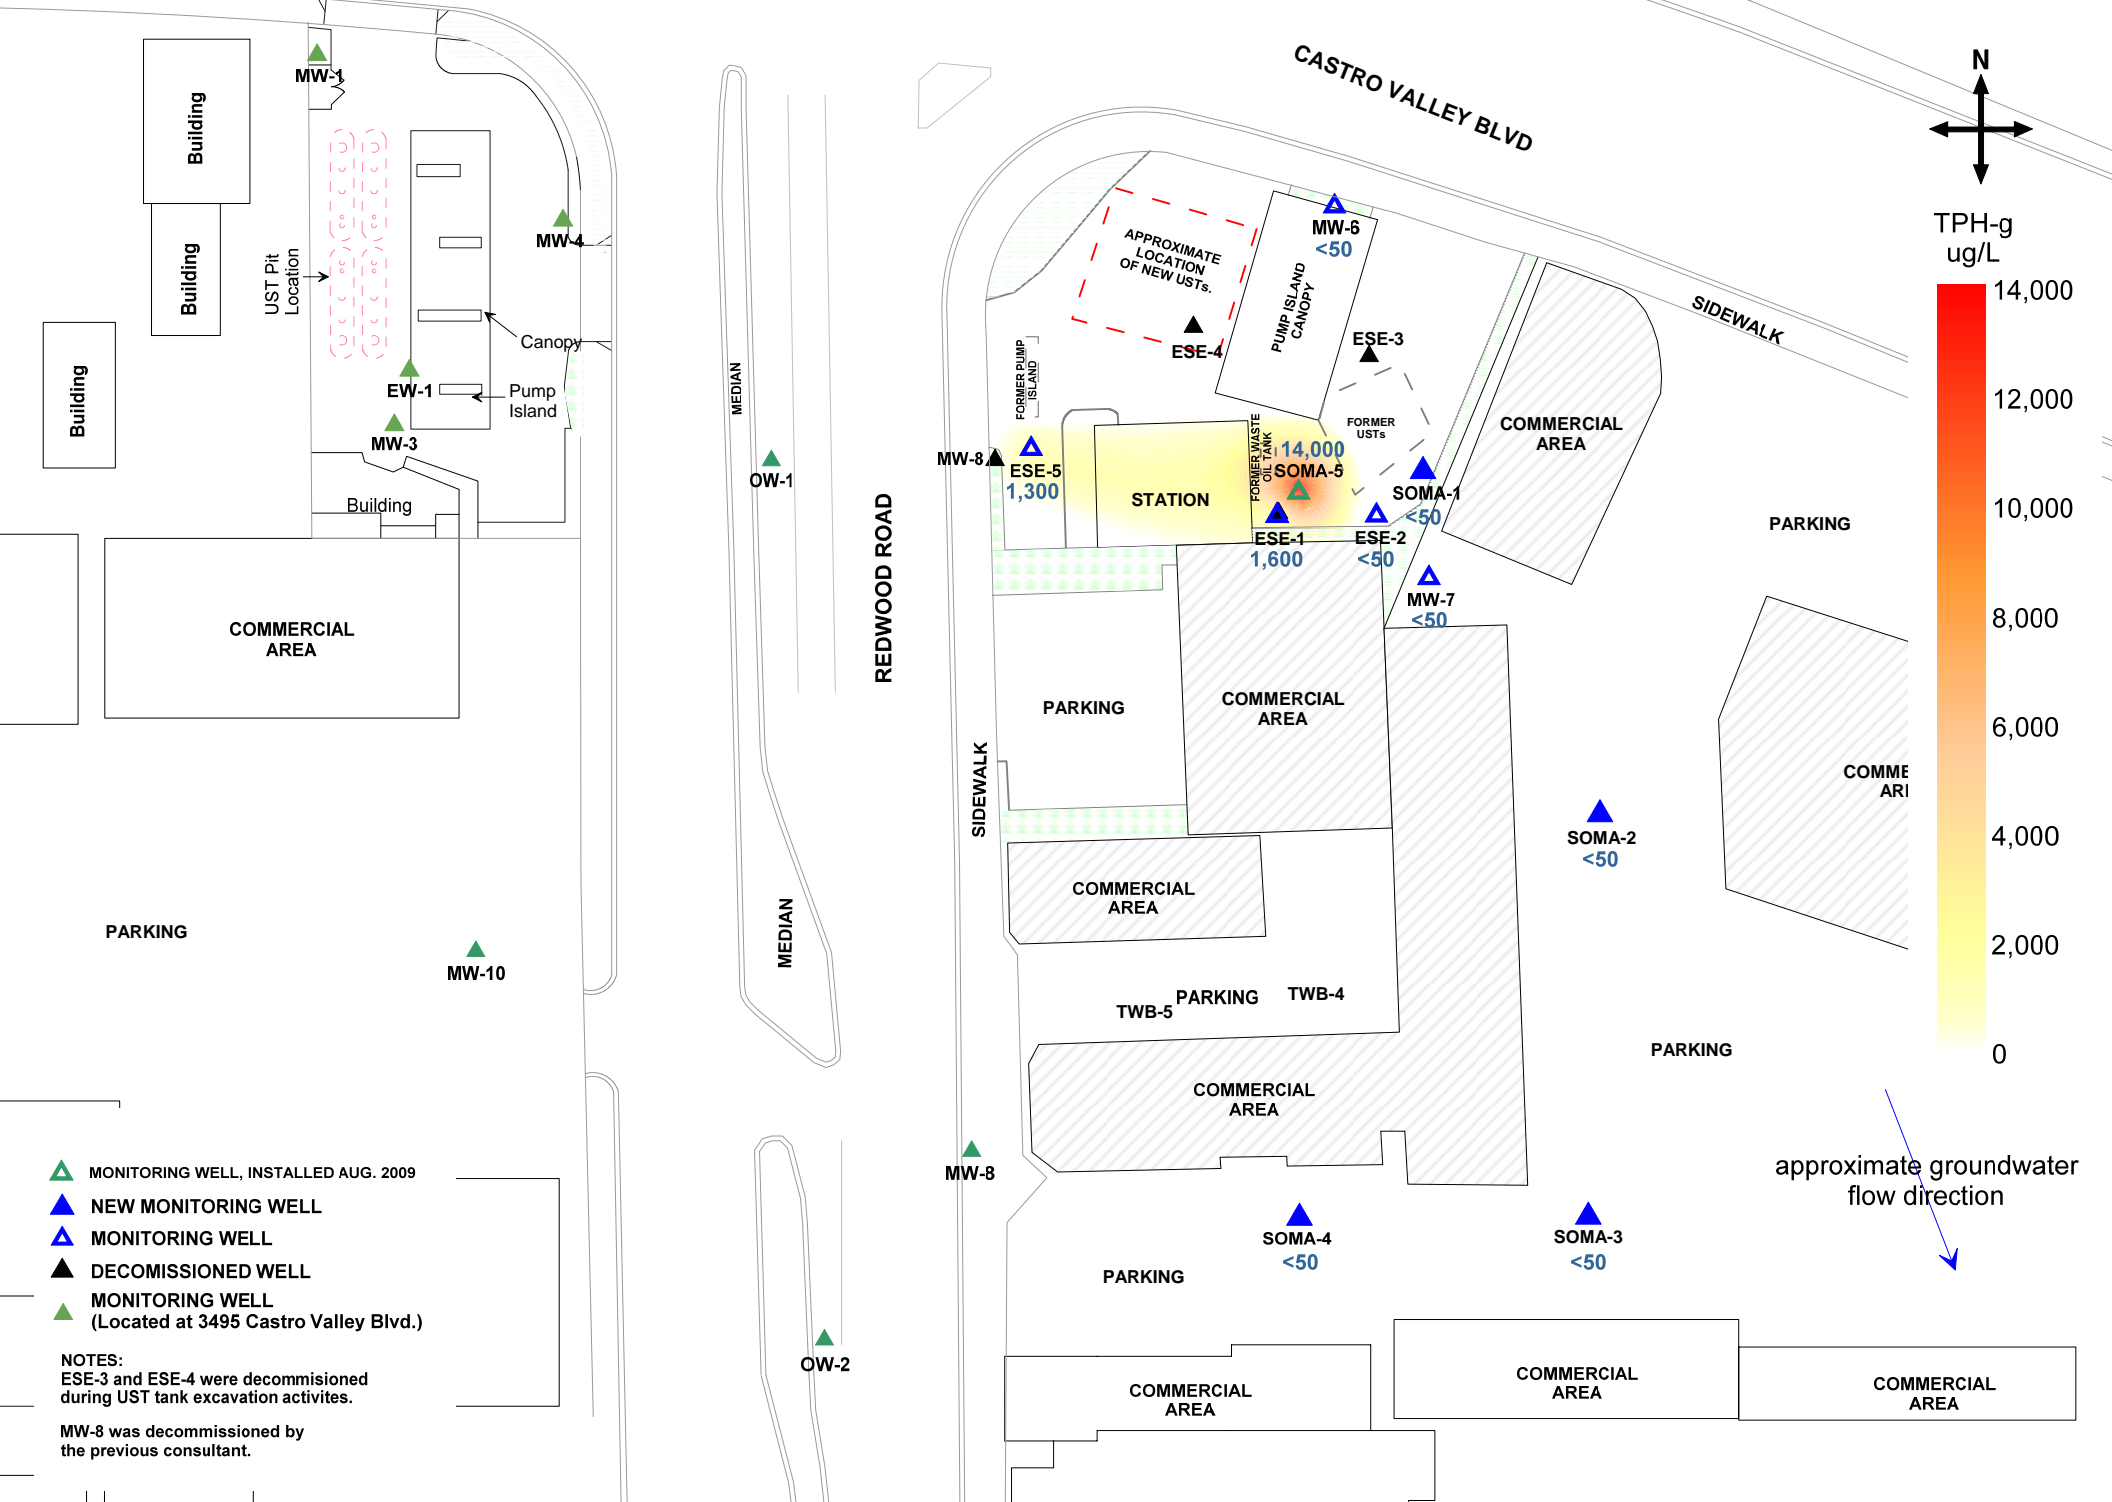 CASTRO VALLEY BLVD
N
MW-1
Building
TPH-g
ug/L
14,000
12,000
10,000
8,000
6,000
4,000
2,000
0
MW-4
MW-6
<50
APPROXIMATE
LOCATION
OF NEW USTs.
Building
UST Pit
Location
PUMP ISLAND
CANOPY
SIDEWALK
Canopy
ESE-4
ESE-3
FORMER PUMP
ISLAND
MEDIAN
Building
EW-1
Pump
Island
MW-3
FORMER
USTs
COMMERCIAL
AREA
FORMER WASTE
OIL TANK
14,000
SOMA-5
MW-8
ESE-5
1,300
OW-1
STATION
SOMA-1
<50
Building
PARKING
ESE-1
1,600
ESE-2
<50
REDWOOD ROAD
MW-7
<50
COMMERCIAL
AREA
PARKING
COMMERCIAL
AREA
SIDEWALK
COMME
ARI
SOMA-2
<50
COMMERCIAL
AREA
MEDIAN
PARKING
MW-10
TWB-5
PARKING
TWB-4
PARKING
COMMERCIAL
AREA
approximate groundwater
flow direction
MW-8
MONITORING WELL, INSTALLED AUG. 2009
NEW MONITORING WELL
MONITORING WELL
DECOMISSIONED WELL
MONITORING WELL
(Located at 3495 Castro Valley Blvd.)
SOMA-4
<50
SOMA-3
<50
PARKING
OW-2
NOTES:
ESE-3 and ESE-4 were decommisioned
during UST tank excavation activites.
MW-8 was decommissioned by
the previous consultant.
COMMERCIAL
AREA
COMMERCIAL
AREA
COMMERCIAL
AREA